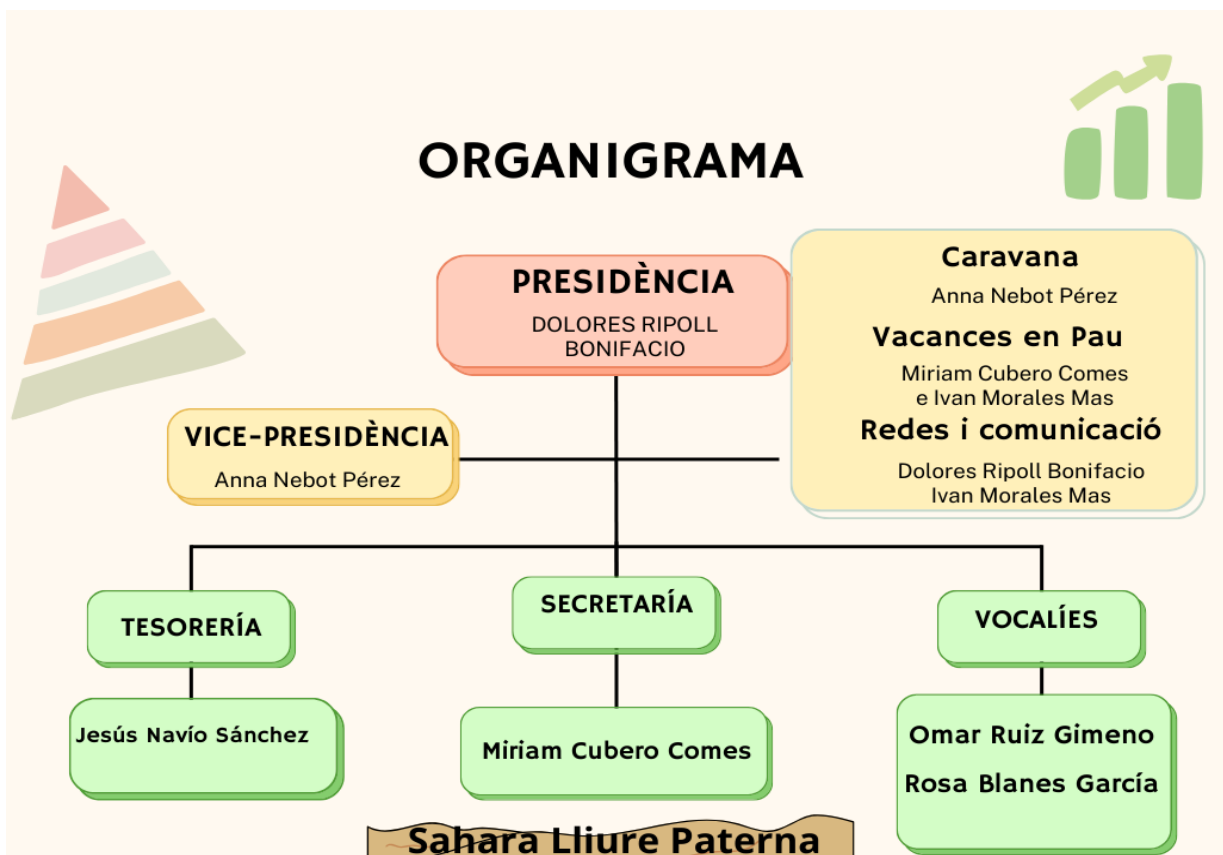 ORGANIGRAMA
PRESIDÈNCIA
DOLORES RIPOLL
BONIFACIO
Caravana
Anna Nebot Pérez
Vacances en Pau
Miriam Cubero Comes
e Ivan Morales Mas
Redes i comunicació
Dolores Ripoll Bonifacio
Ivan Morales Mas
VICE-PRESIDÈNCIA
Anna Nebot Pérez
TESORERÍA
Jesús Navío Sánchez
SECRETARÍA
Miriam Cubero Comes
VOCALÍES
Omar Ruiz Gimeno
Rosa Blanes García
Sahara Lliure Paterna